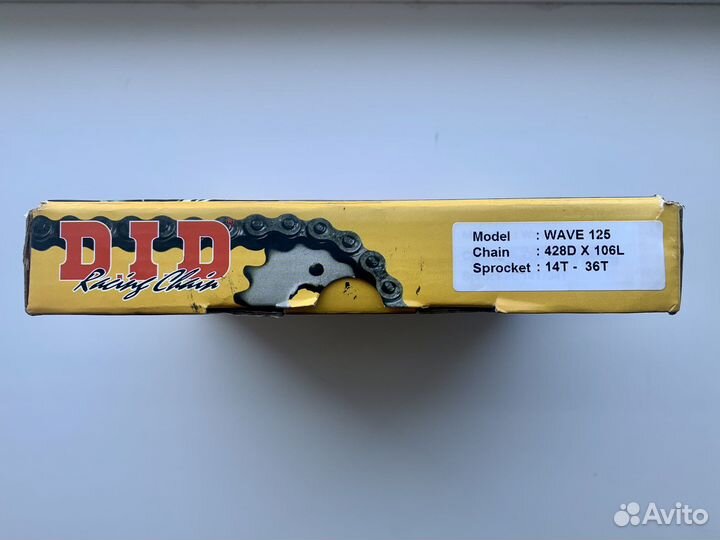 D.I.D®
Racing Chain
Model : WAVE 125
Chain : 428D X 106L
Sprocket : 14T - 36T
Avito